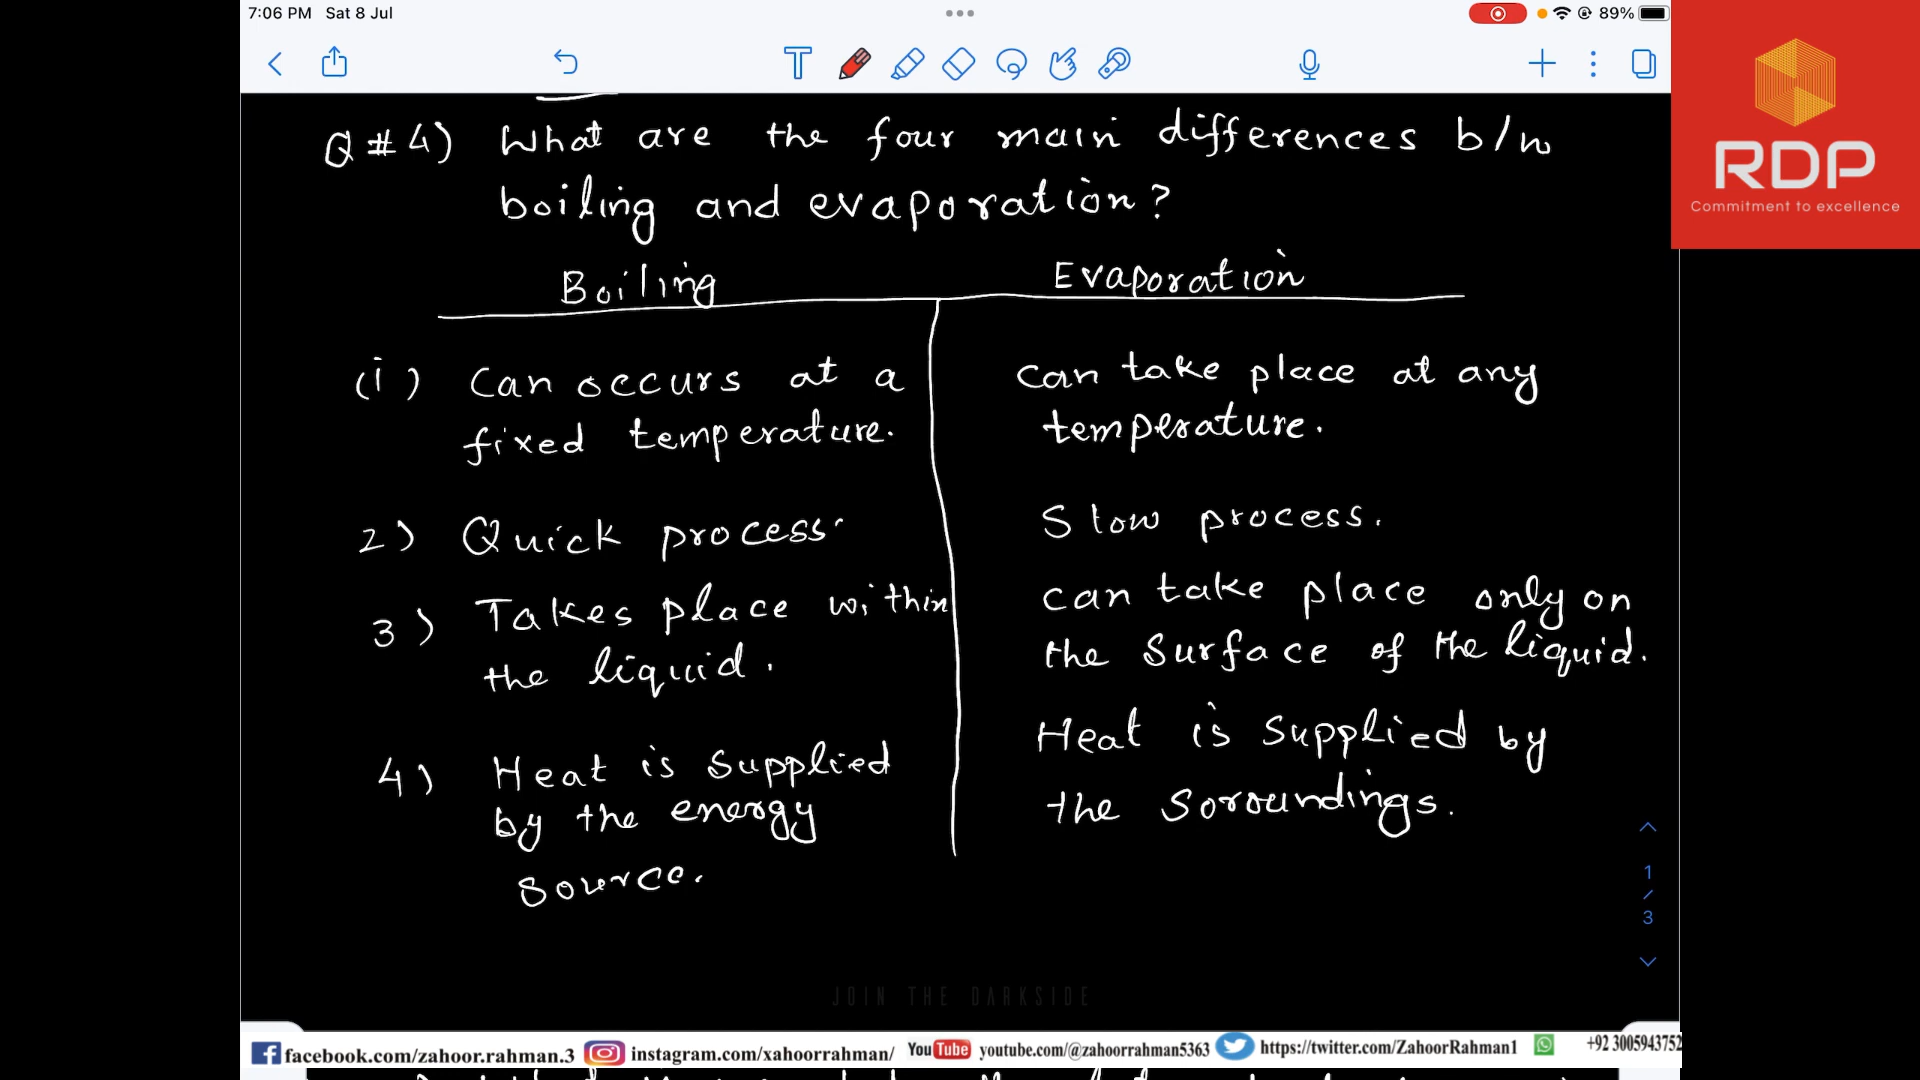 7:06 PM Sat 8 Jul
89%
RDP
Commitment to excellence
Q#4) What are the four main differences b/w
boiling and evaporation?
Boiling
Evaporation
(i) Can occurs at a
fixed temperature.
can take place at any
temperature.
2) Quick process.
Slow process.
3) Takes place within
the liquid.
can take place only on
the surface of the liquid.
4) Heat is supplied
by the energy
source.
Heat is supplied by
the soroundings.
1
/
3
JOIN THE DARKSIDE
facebook.com/zahoor.rahman.3 instagram.com/xahoorrahman/ YouTube youtube.com/@zahoorrahman5363 https://twitter.com/ZahoorRahman1 +92 3005943752